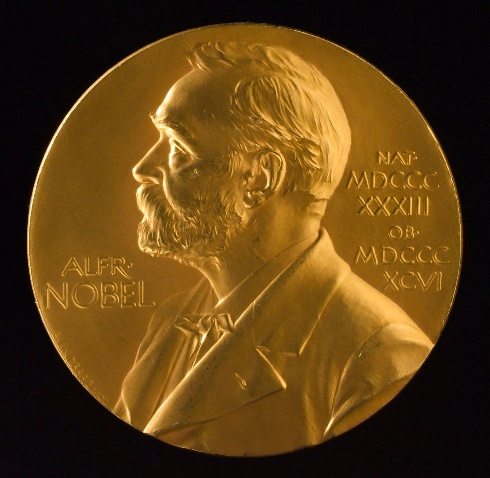 ALFR·
NOBEL
NAT·
MDCCC
XXXIII
OB·
MDCCC
XCVI